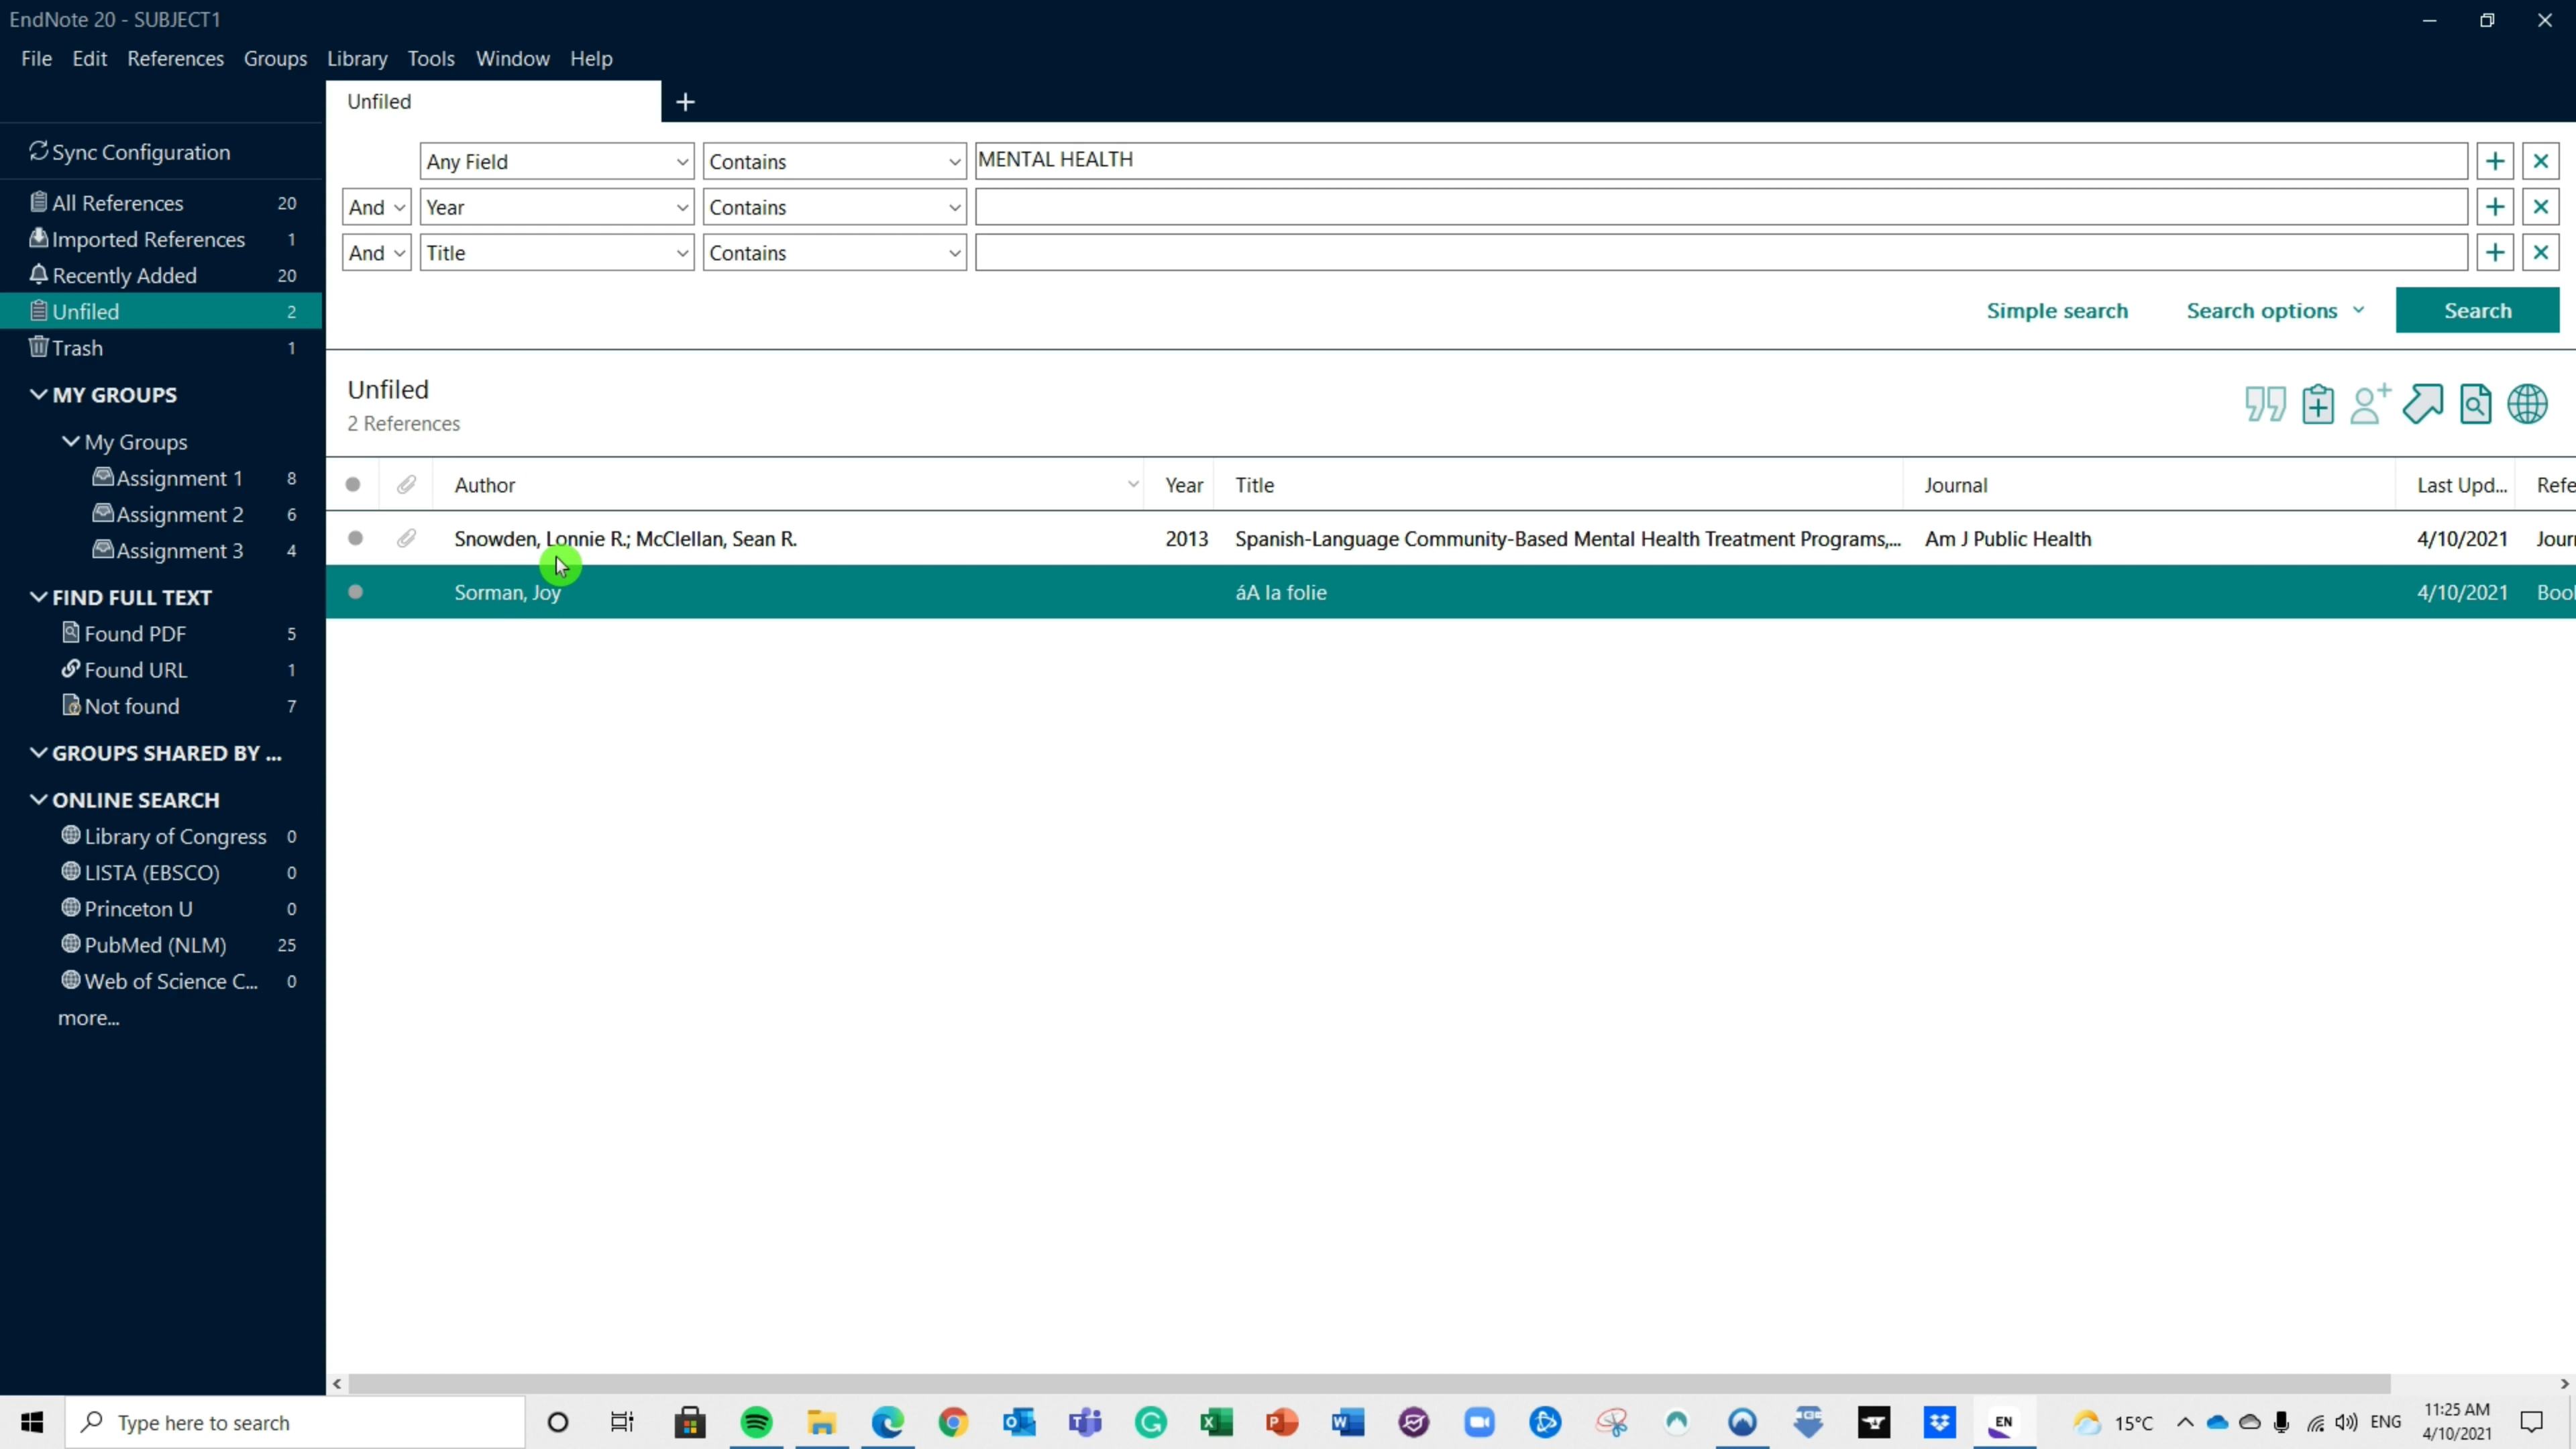 EndNote 20 - SUBJECT1
File Edit References Groups Library Tools Window Help
Unfiled
Sync Configuration
All References 20
Imported References 1
Recently Added 20
Unfiled 2
Trash 1
MY GROUPS
My Groups
Assignment 1 8
Assignment 2 6
Assignment 3 4
FIND FULL TEXT
Found PDF 5
Found URL 1
Not found 7
GROUPS SHARED BY ...
ONLINE SEARCH
Library of Congress 0
LISTA (EBSCO) 0
Princeton U 0
PubMed (NLM) 25
Web of Science C... 0
more...
Any Field Contains MENTAL HEALTH
And Year Contains
And Title Contains
Simple search Search options Search
Unfiled
2 References
Author Year Title Journal Last Upd... Refe
Snowden, Lonnie R.; McClellan, Sean R. 2013 Spanish-Language Community-Based Mental Health Treatment Programs,... Am J Public Health 4/10/2021 Jour
Sorman, Joy áA la folie 4/10/2021 Boo
Type here to search
EN
15°C
ENG
11:25 AM
4/10/2021